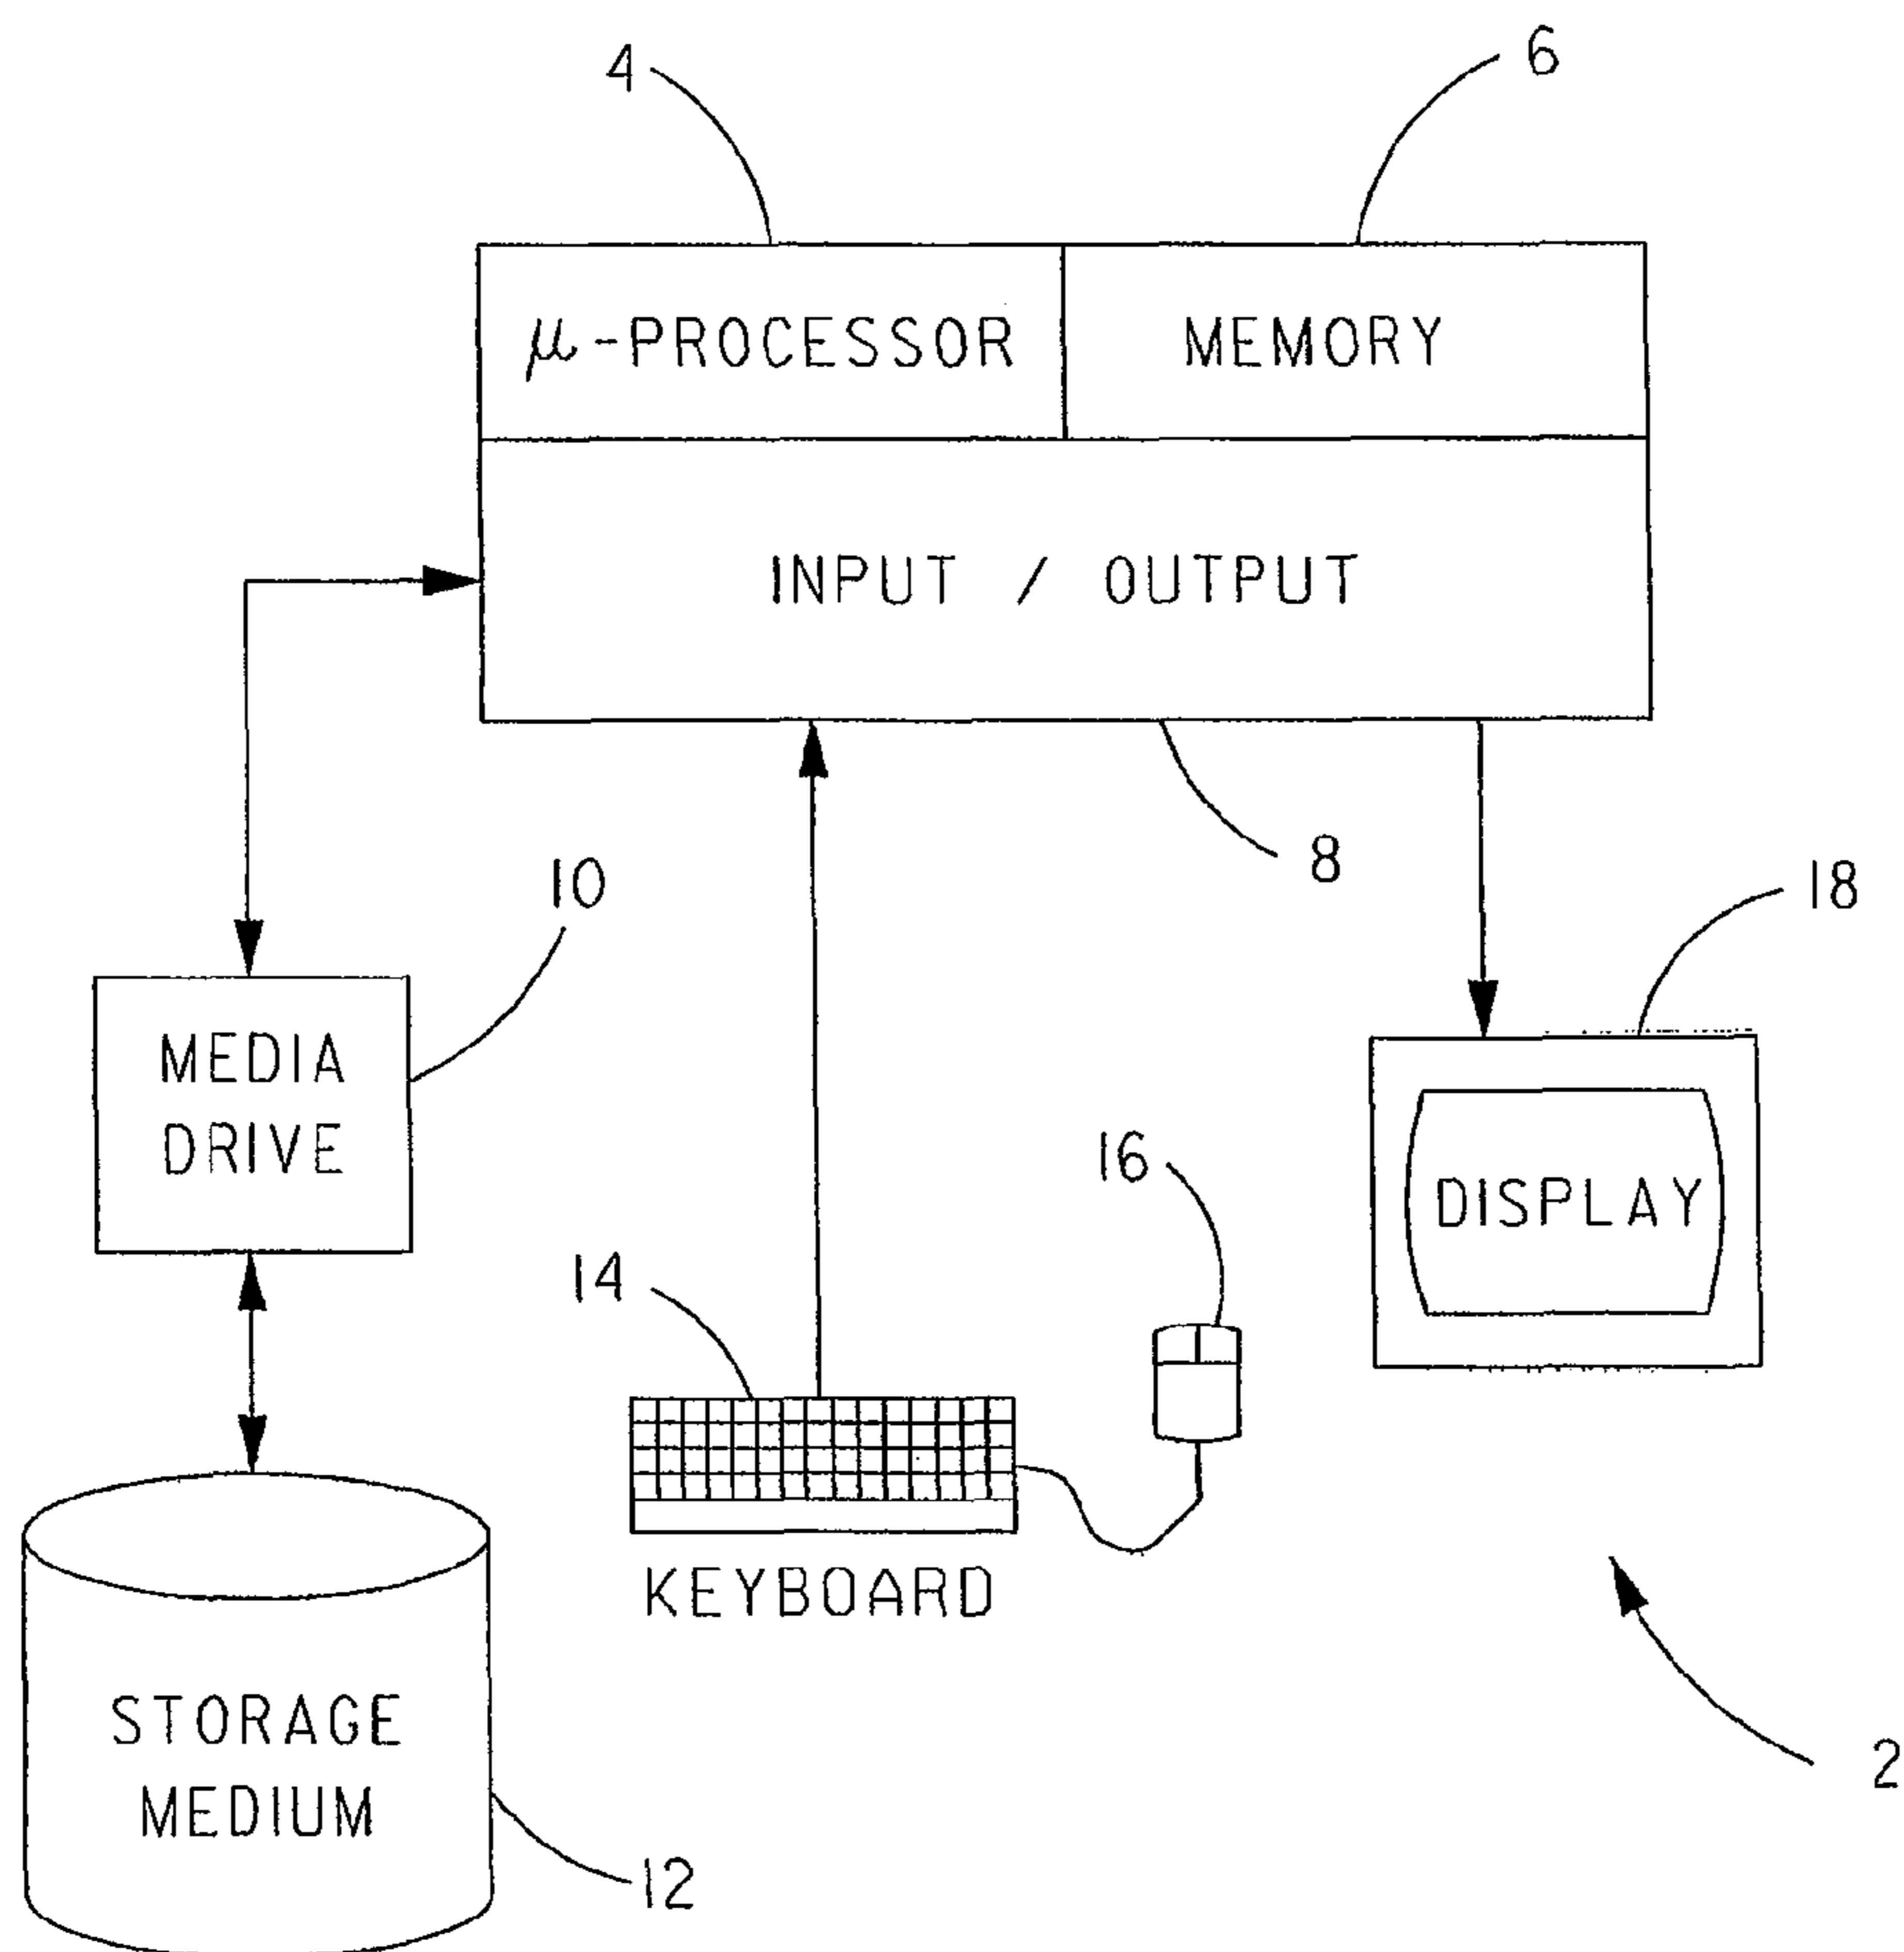 4
6
μ-PROCESSOR
MEMORY
INPUT / OUTPUT
8
10
18
MEDIA
DRIVE
16
DISPLAY
14
KEYBOARD
STORAGE
MEDIUM
2
12